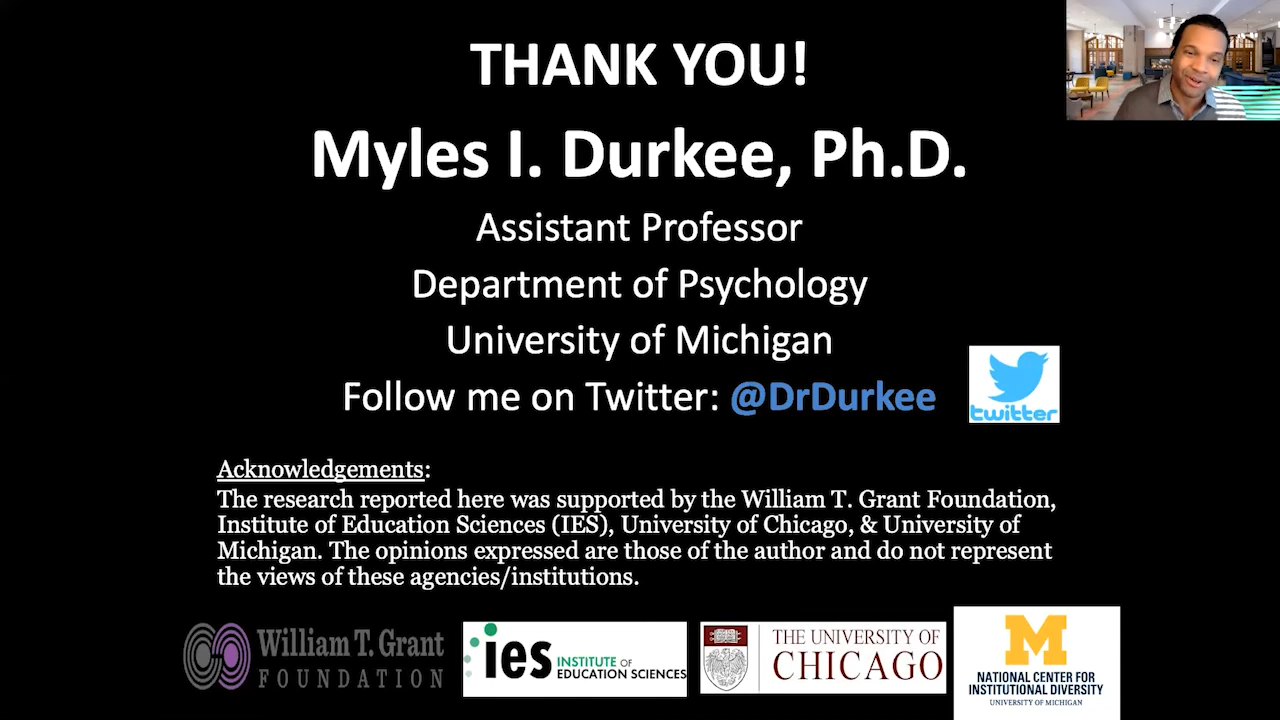 THANK YOU!
Myles I. Durkee, Ph.D.
Assistant Professor
Department of Psychology
University of Michigan
Follow me on Twitter: @DrDurkee
twitter
Acknowledgements:
The research reported here was supported by the William T. Grant Foundation,
Institute of Education Sciences (IES), University of Chicago, & University of
Michigan. The opinions expressed are those of the author and do not represent
the views of these agencies/institutions.
William T. Grant
FOUNDATION
ies INSTITUTE OF
EDUCATION SCIENCES
THE UNIVERSITY OF
CHICAGO
M
NATIONAL CENTER FOR
INSTITUTIONAL DIVERSITY
UNIVERSITY OF MICHIGAN